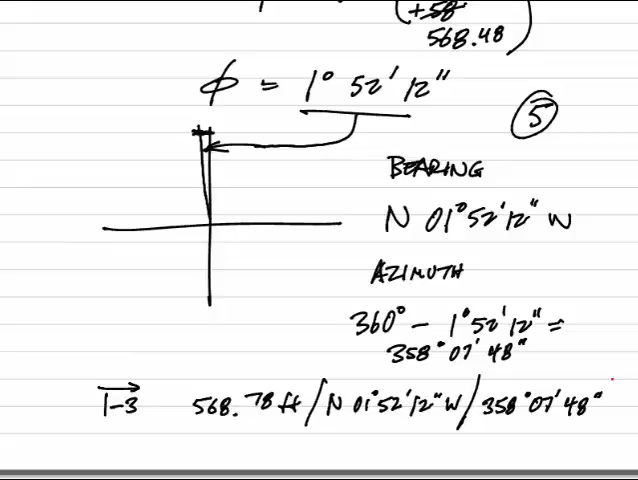 +58
568.48
φ = 1° 52' 12"
5
BEARING
N 01°52'12" W
AZIMUTH
360° - 1°52'12" =
358°07'48"
1-3 568.78 ft / N 01°52'12" W / 358°07'48"